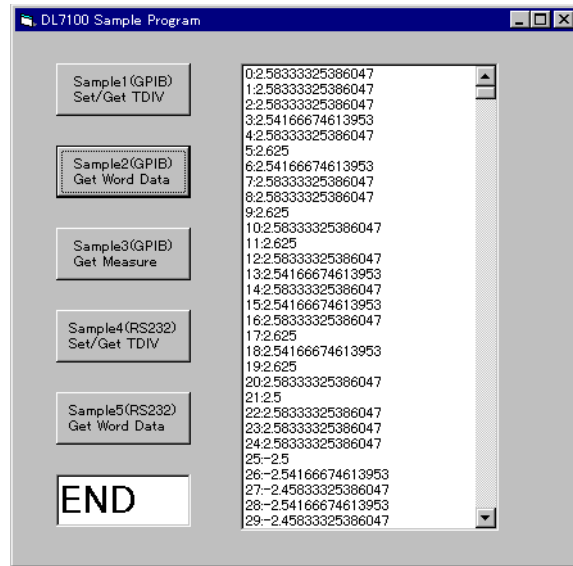 DL7100 Sample Program
Sample1(GPIB)
Set/Get TDIV
Sample2(GPIB)
Get Word Data
Sample3(GPIB)
Get Measure
Sample4(RS232)
Set/Get TDIV
Sample5(RS232)
Get Word Data
END
0:2.58333325386047
1:2.58333325386047
2:2.58333325386047
3:2.54166674613953
4:2.58333325386047
5:2.625
6:2.54166674613953
7:2.58333325386047
8:2.58333325386047
9:2.625
10:2.58333325386047
11:2.625
12:2.58333325386047
13:2.54166674613953
14:2.58333325386047
15:2.54166674613953
16:2.58333325386047
17:2.625
18:2.54166674613953
19:2.625
20:2.58333325386047
21:2.5
22:2.58333325386047
23:2.58333325386047
24:2.58333325386047
25:-2.5
26:-2.54166674613953
27:-2.45833325386047
28:-2.54166674613953
29:-2.45833325386047